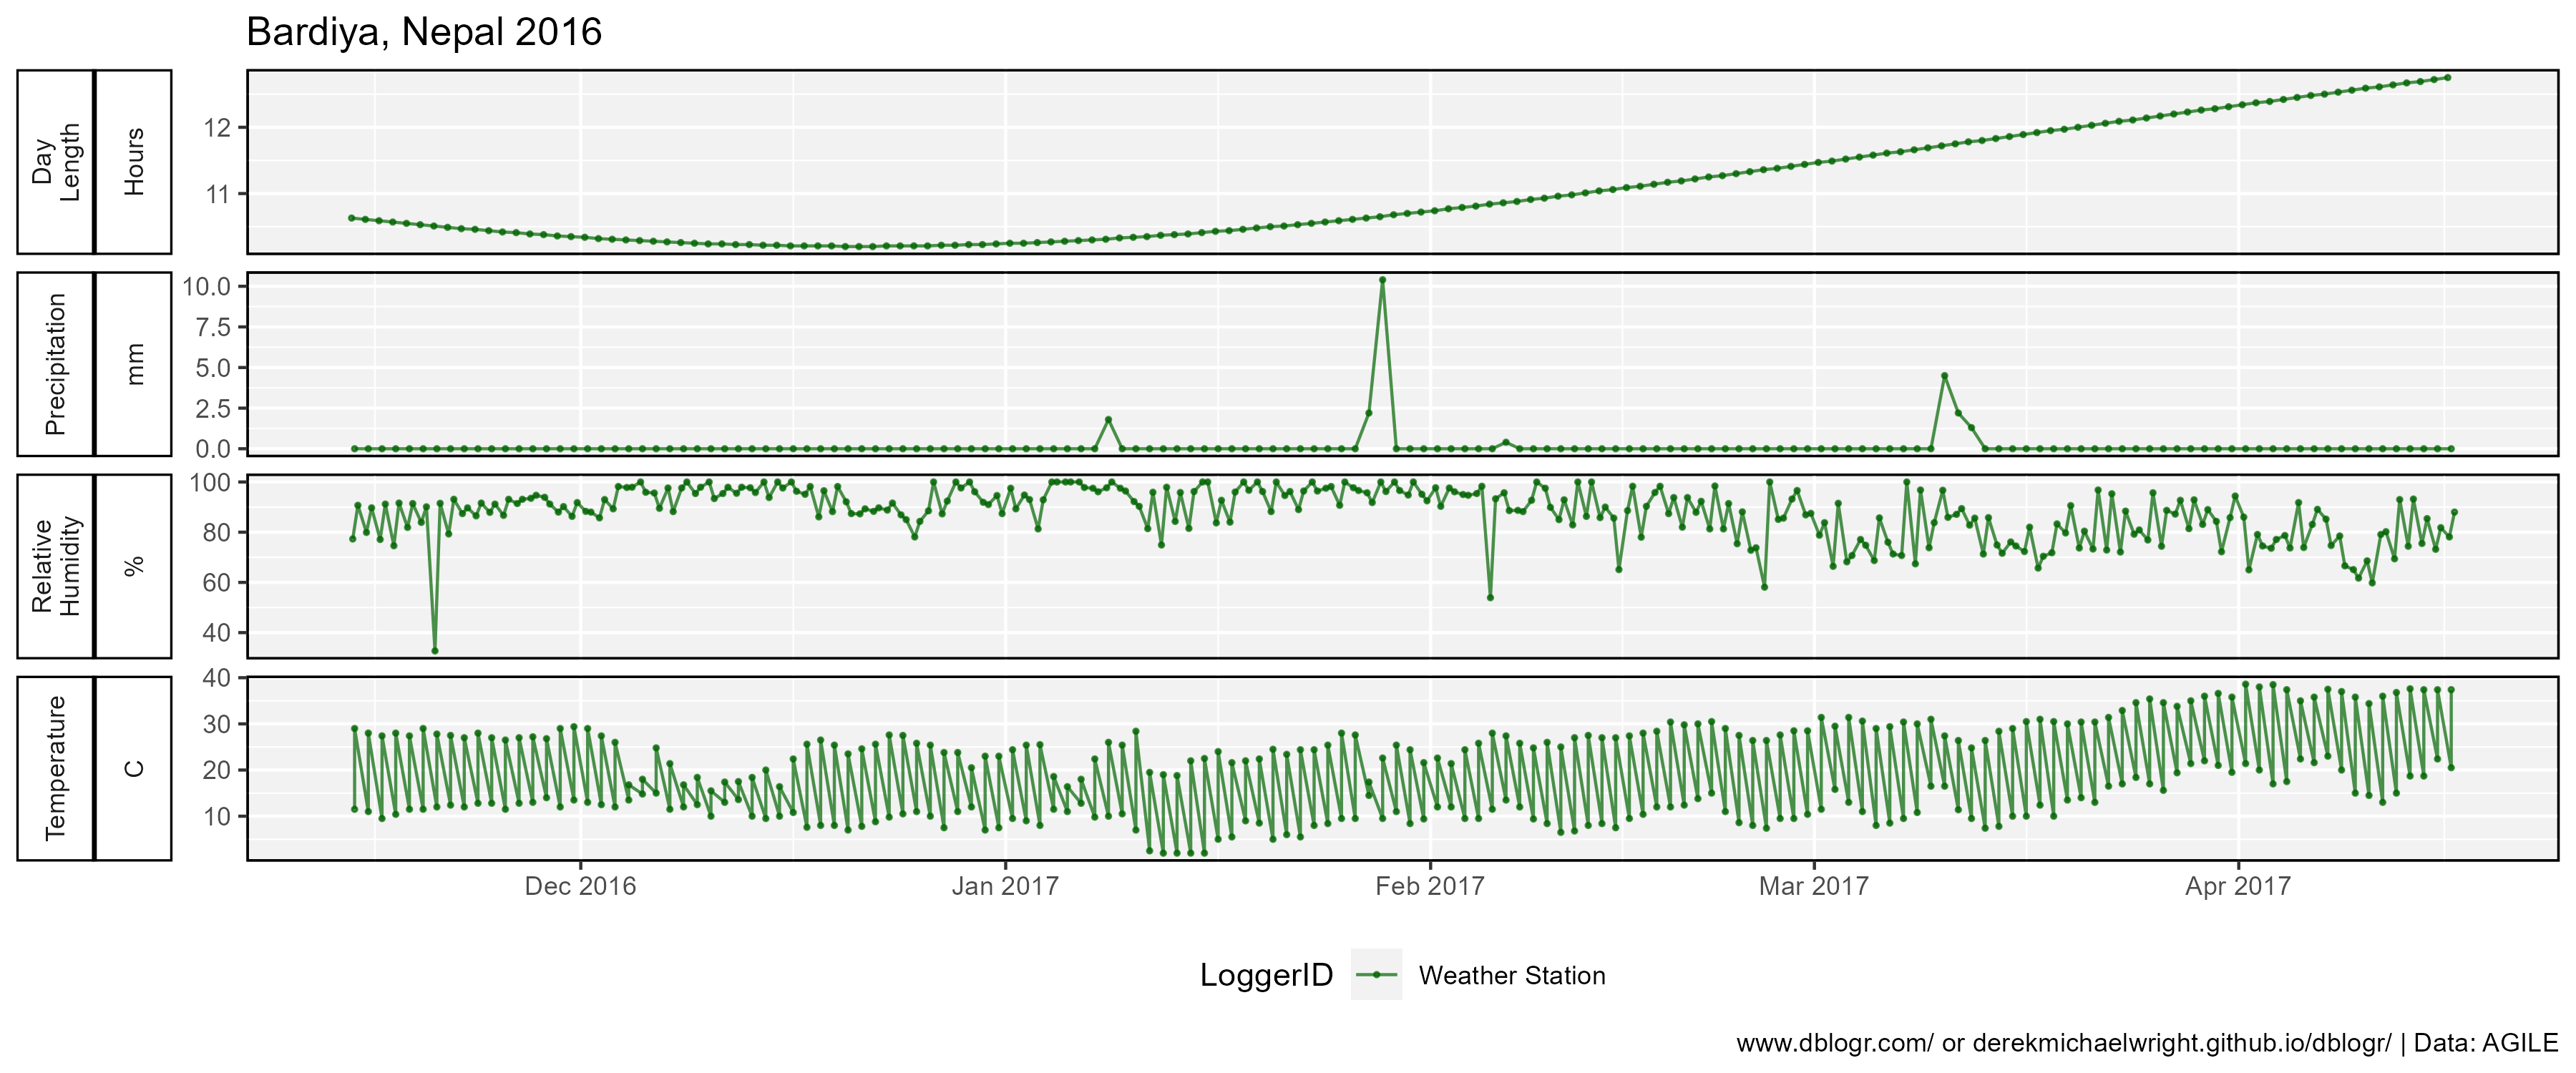 Bardiya, Nepal 2016
Day
Length
Hours
12
11
Precipitation
mm
10.0
7.5
5.0
2.5
0.0
Relative
Humidity
%
100
80
60
40
Temperature
C
40
30
20
10
Dec 2016
Jan 2017
Feb 2017
Mar 2017
Apr 2017
LoggerID
Weather Station
www.dblogr.com/ or derekmichaelwright.github.io/dblogr/ | Data: AGILE